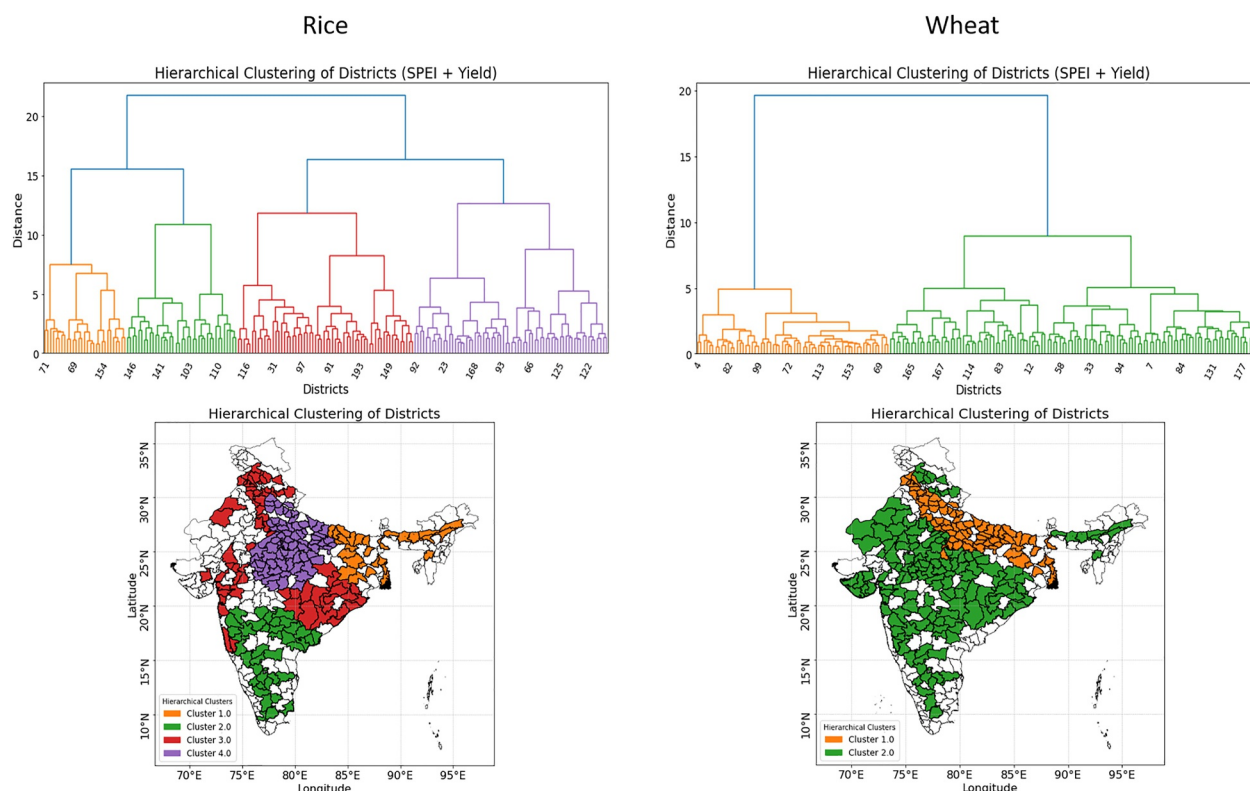 Rice
Wheat
Hierarchical Clustering of Districts (SPEI + Yield)
Distance
20
15
10
5
0
71 69 154 146 141 103 110 116 31 97 91 193 149 92 23 168 93 66 125 122
Districts
Hierarchical Clustering of Districts (SPEI + Yield)
Distance
20
15
10
5
0
4 82 99 72 113 153 69 165 167 114 83 12 58 33 94 7 84 131 177
Districts
Hierarchical Clustering of Districts
Latitude
35°N
30°N
25°N
20°N
15°N
10°N
Hierarchical Clusters
Cluster 1.0
Cluster 2.0
Cluster 3.0
Cluster 4.0
70°E 75°E 80°E 85°E 90°E 95°E
Longitude
Hierarchical Clustering of Districts
Latitude
35°N
30°N
25°N
20°N
15°N
10°N
Hierarchical Clusters
Cluster 1.0
Cluster 2.0
70°E 75°E 80°E 85°E 90°E 95°E
Longitude